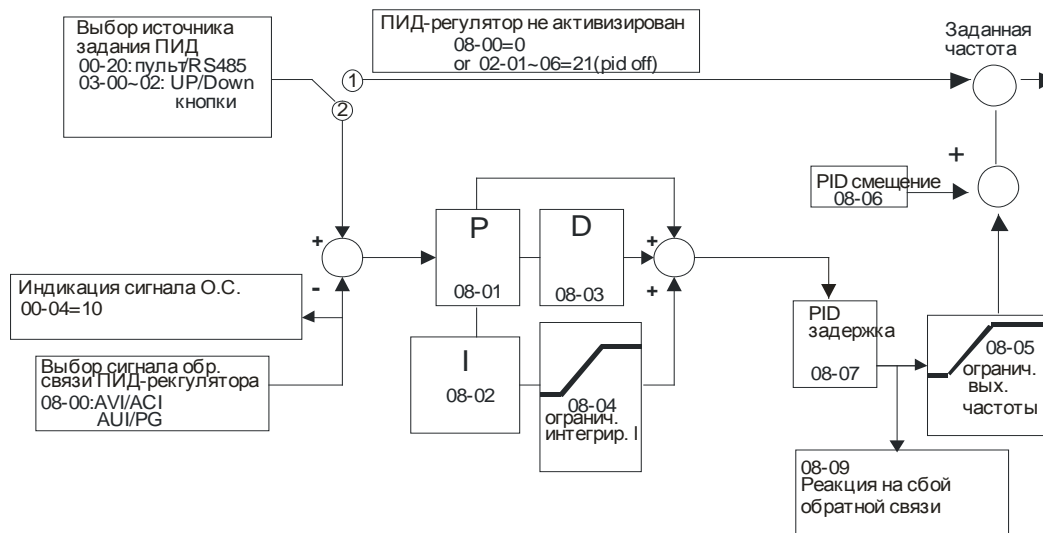 Выбор источника
задания ПИД
00-20: пульт/RS485
03-00~02: UP/Down
кнопки
ПИД-регулятор не активизирован
08-00=0
or 02-01~06=21(pid off)
Заданная
частота
1
2
+
PID смещение
08-06
P
08-01
D
08-03
+
-
+
+
Индикация сигнала О.С.
00-04=10
PID
задержка
08-07
08-05
огранич.
вых.
частоты
Выбор сигнала обр.
связи ПИД-рекгулятора
08-00:AVI/ACI
AUI/PG
I
08-02
08-04
огранич.
интегрир. I
08-09
Реакция на сбой
обратной связи